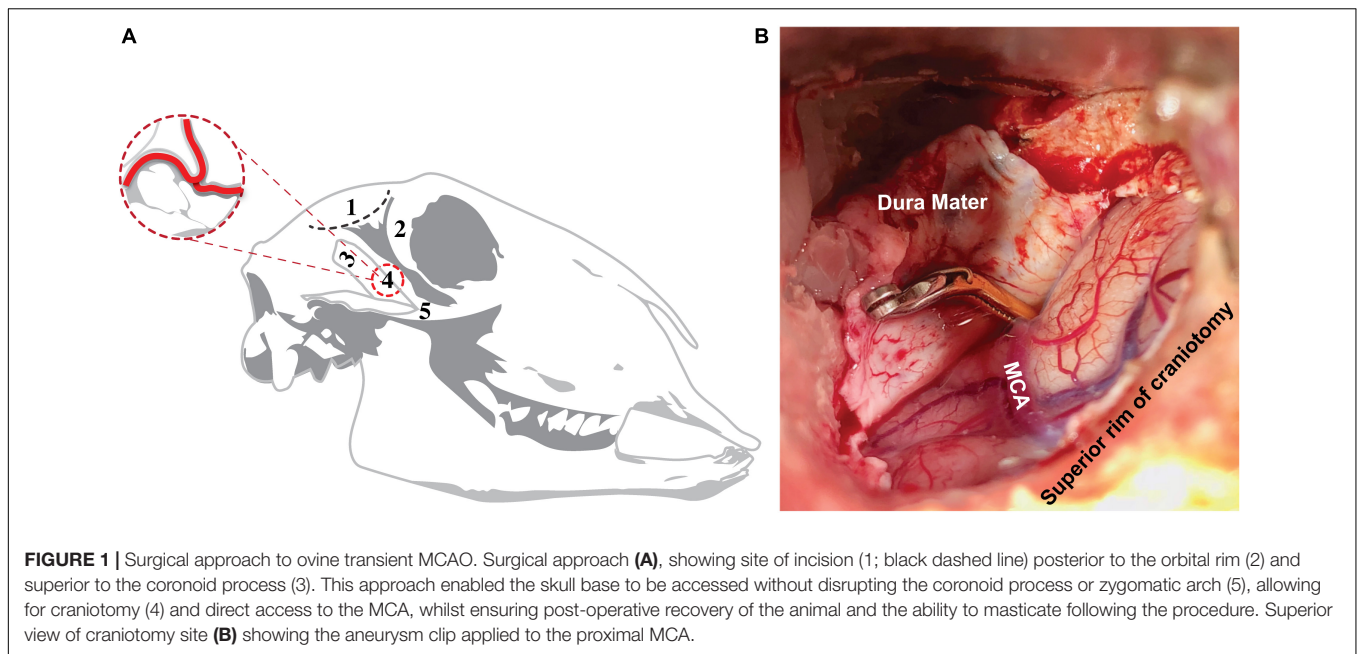 A
B
1
2
3
4
5
Dura Mater
MCA
Superior rim of craniotomy
FIGURE 1 | Surgical approach to ovine transient MCAO. Surgical approach (A), showing site of incision (1; black dashed line) posterior to the orbital rim (2) and
superior to the coronoid process (3). This approach enabled the skull base to be accessed without disrupting the coronoid process or zygomatic arch (5), allowing
for craniotomy (4) and direct access to the MCA, whilst ensuring post-operative recovery of the animal and the ability to masticate following the procedure. Superior
view of craniotomy site (B) showing the aneurysm clip applied to the proximal MCA.